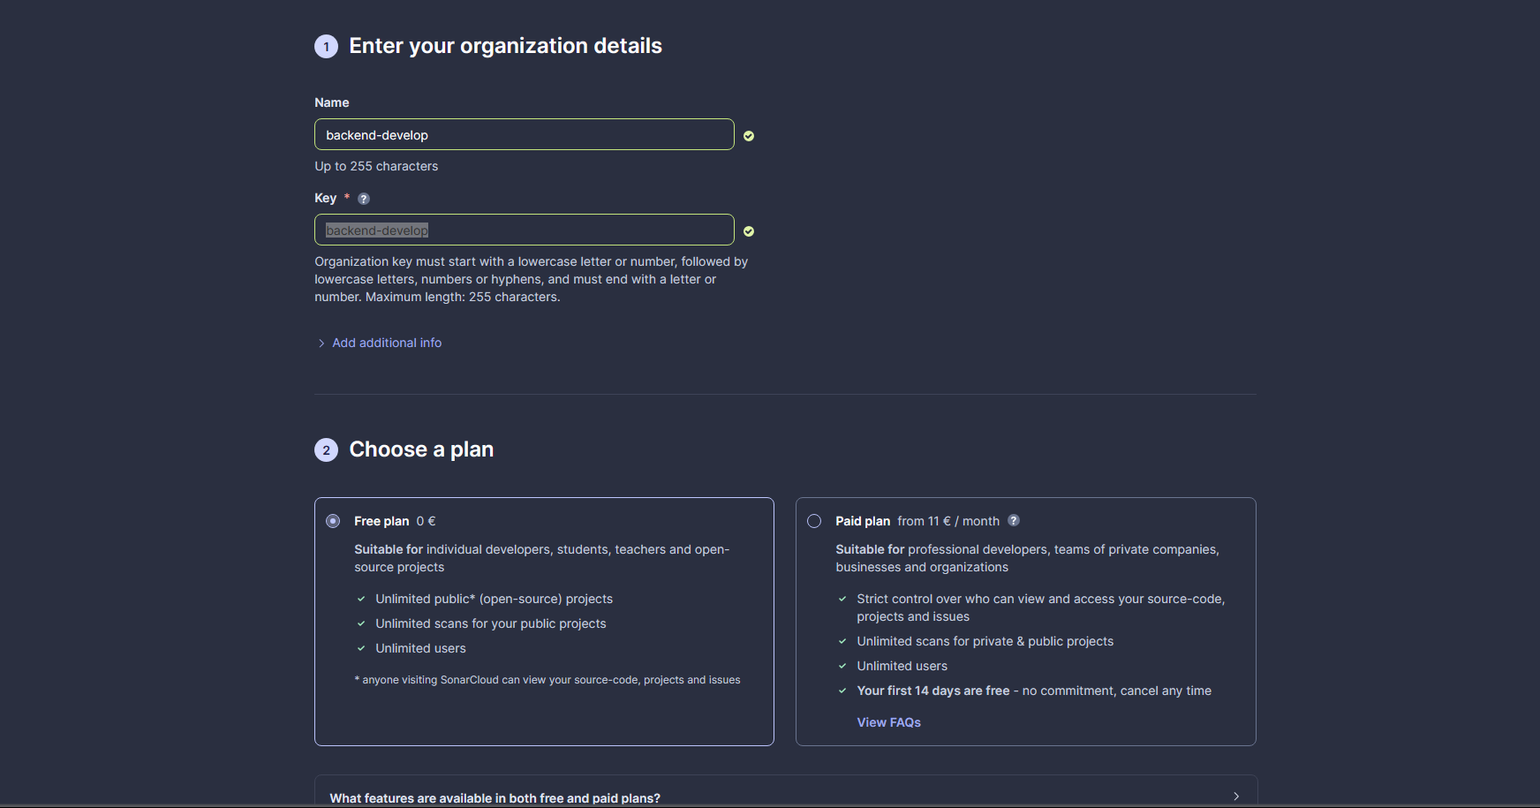 1 Enter your organization details
Name
backend-develop
Up to 255 characters
Key * ?
backend-develop
Organization key must start with a lowercase letter or number, followed by
lowercase letters, numbers or hyphens, and must end with a letter or
number. Maximum length: 255 characters.
Add additional info
2 Choose a plan
Free plan 0 €
Suitable for individual developers, students, teachers and open-
source projects
Unlimited public* (open-source) projects
Unlimited scans for your public projects
Unlimited users
* anyone visiting SonarCloud can view your source-code, projects and issues
Paid plan from 11 € / month ?
Suitable for professional developers, teams of private companies,
businesses and organizations
Strict control over who can view and access your source-code,
projects and issues
Unlimited scans for private & public projects
Unlimited users
Your first 14 days are free - no commitment, cancel any time
View FAQs
What features are available in both free and paid plans?